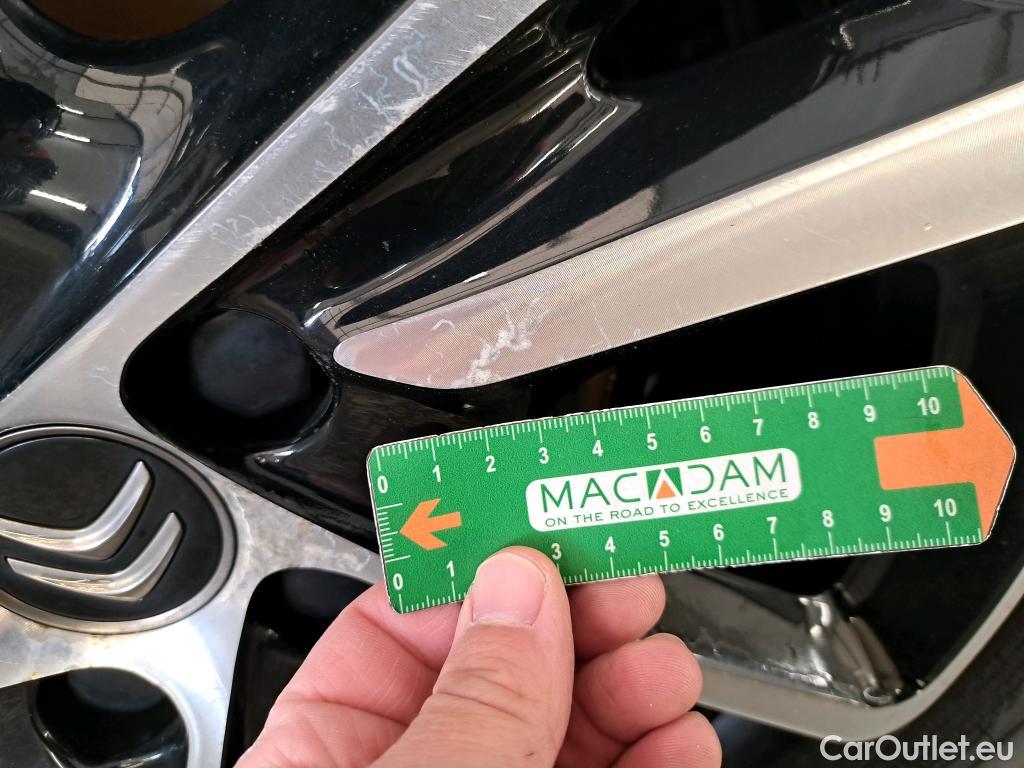 0 1 2 3 4 5 6 7 8 9 10
MACADAM
ON THE ROAD TO EXCELLENCE
0 1 3 4 5 6 7 8 9 10
CarOutlet.eu